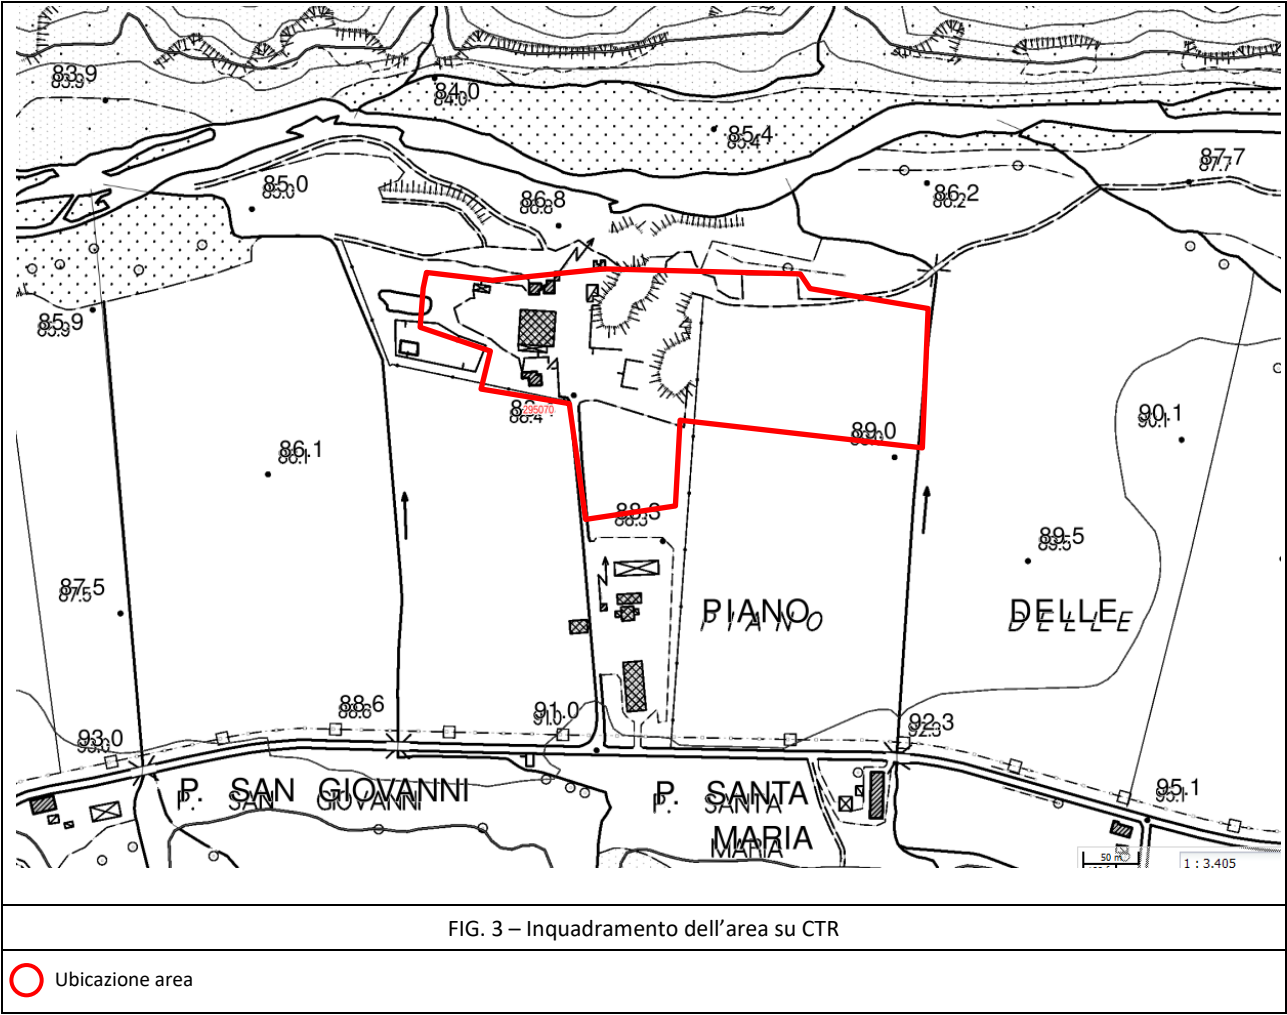 83.9
84.0
85.4
87.7
85.0
86.8
86.2
85.9
295070
88.4
90.1
86.1
89.0
88.3
89.5
87.5
PIANO DELLE
88.6
91.0
92.3
93.0
P. SAN GIOVANNI
P. SANTA
MARIA
95.1
50 m
1 : 3.405
FIG. 3 – Inquadramento dell'area su CTR
Ubicazione area